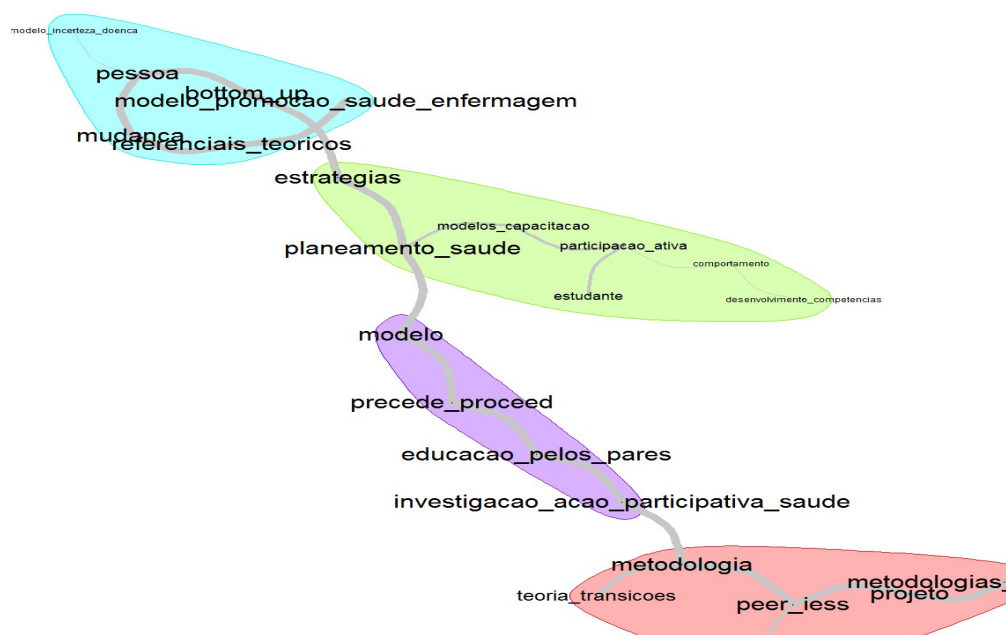 modelo_incerteza_doenca
pessoa
bottom_up
modelo_promocao_saude_enfermagem
mudanca
referenciais_teoricos
estrategias
modelos_capacitacao
planeamento_saude
participacao_ativa
comportamento
estudante
desenvolvimento_competencias
modelo
precede_proceed
educacao_pelos_pares
investigacao_acao_participativa_saude
metodologia
metodologias_
teoria_transicoes
projeto
peer_iess